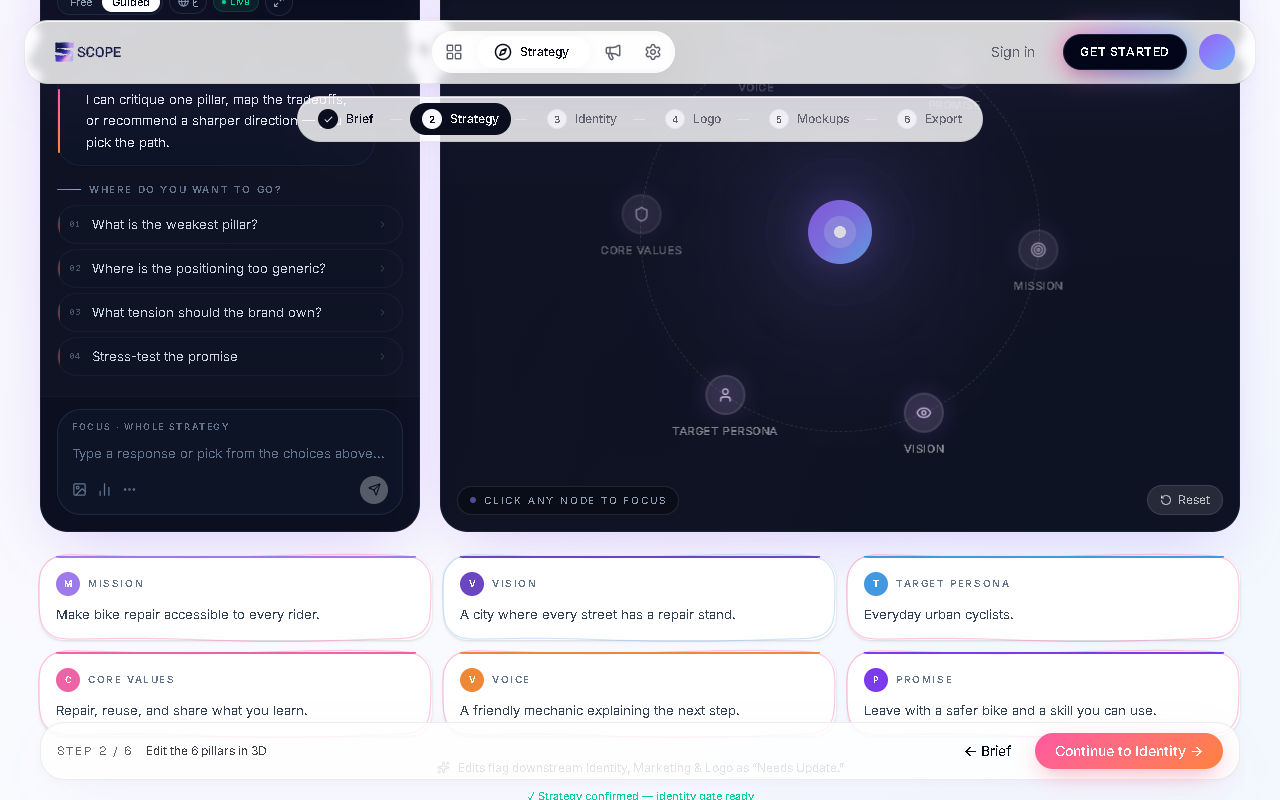 Free Guided E LIVE
SCOPE
Strategy
Sign in
GET STARTED
VOICE
PROMISE
I can critique one pillar, map the tradeoffs,
or recommend a sharper direction
pick the path.
Brief
2 Strategy
3 Identity
4 Logo
5 Mockups
6 Export
WHERE DO YOU WANT TO GO?
01 What is the weakest pillar?
02 Where is the positioning too generic?
03 What tension should the brand own?
04 Stress-test the promise
FOCUS · WHOLE STRATEGY
Type a response or pick from the choices above...
CORE VALUES
MISSION
TARGET PERSONA
VISION
CLICK ANY NODE TO FOCUS
Reset
M MISSION
Make bike repair accessible to every rider.
V VISION
A city where every street has a repair stand.
T TARGET PERSONA
Everyday urban cyclists.
C CORE VALUES
Repair, reuse, and share what you learn.
V VOICE
A friendly mechanic explaining the next step.
P PROMISE
Leave with a safer bike and a skill you can use.
STEP 2 / 6 Edit the 6 pillars in 3D
← Brief
Continue to Identity →
Edits flag downstream Identity, Marketing & Logo as “Needs Update.”
✓ Strategy confirmed — identity gate ready